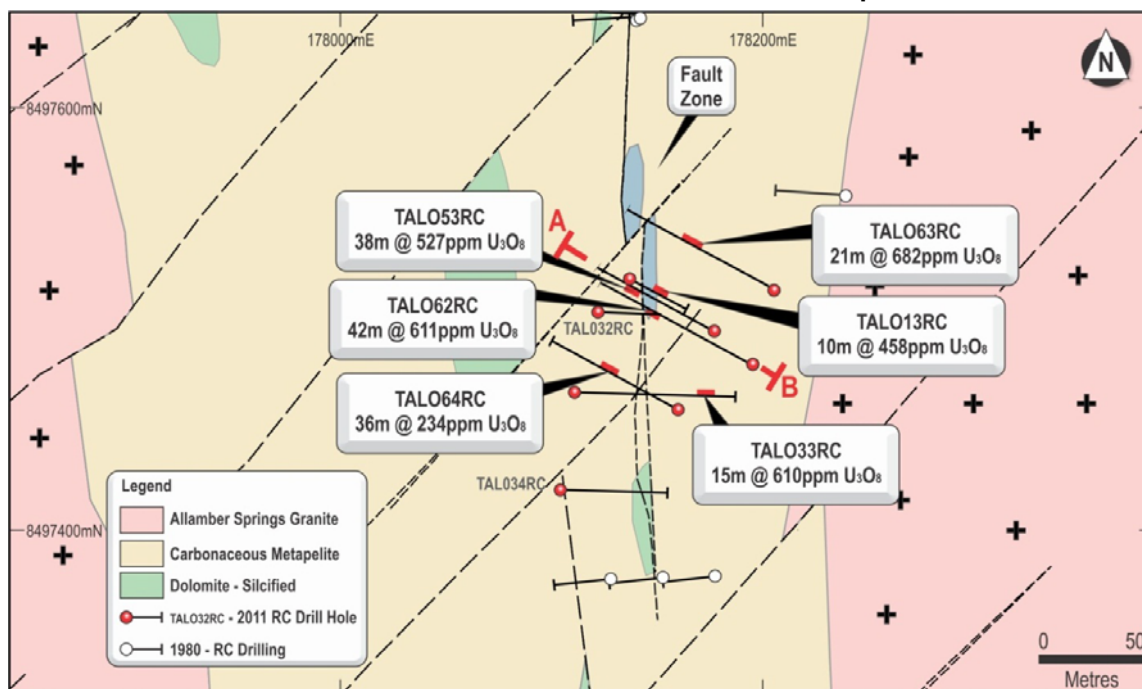 178000mE
178200mE
N
8497600mN
Fault
Zone
TALO53RC
38m @ 527ppm U₃O₈
A
TALO63RC
21m @ 682ppm U₃O₈
TALO62RC
42m @ 611ppm U₃O₈
TAL032RC
TALO13RC
10m @ 458ppm U₃O₈
B
TALO64RC
36m @ 234ppm U₃O₈
TALO33RC
15m @ 610ppm U₃O₈
TAL034RC
8497400mN
Legend
Allamber Springs Granite
Carbonaceous Metapelite
Dolomite - Silcified
TALO32RC - 2011 RC Drill Hole
1980 - RC Drilling
0 50
Metres